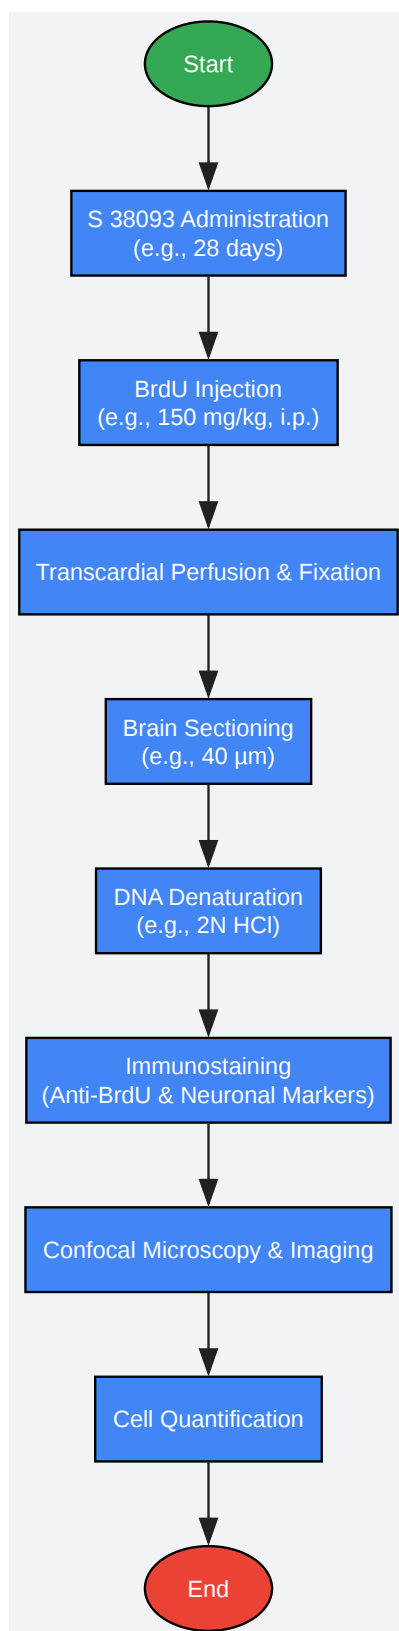 Start
S 38093 Administration
(e.g., 28 days)
BrdU Injection
(e.g., 150 mg/kg, i.p.)
Transcardial Perfusion & Fixation
Brain Sectioning
(e.g., 40 µm)
DNA Denaturation
(e.g., 2N HCl)
Immunostaining
(Anti-BrdU & Neuronal Markers)
Confocal Microscopy & Imaging
Cell Quantification
End